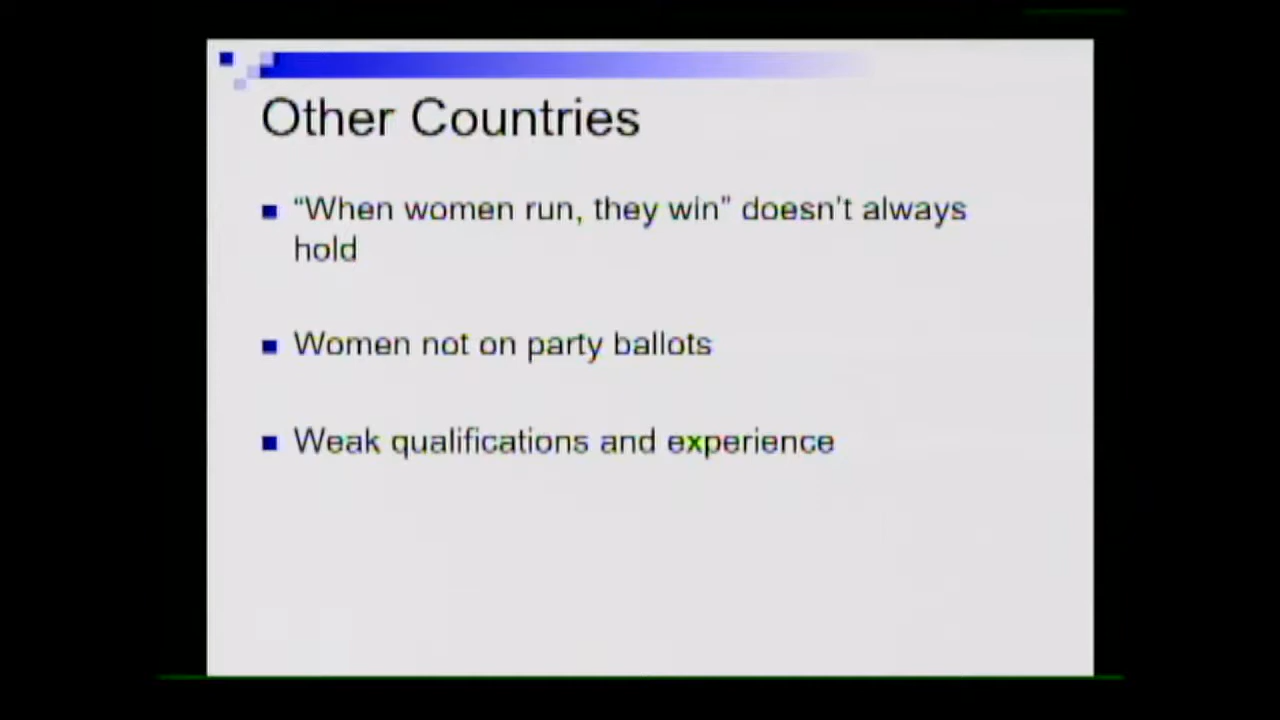 Other Countries
“When women run, they win” doesn’t always
hold
Women not on party ballots
Weak qualifications and experience